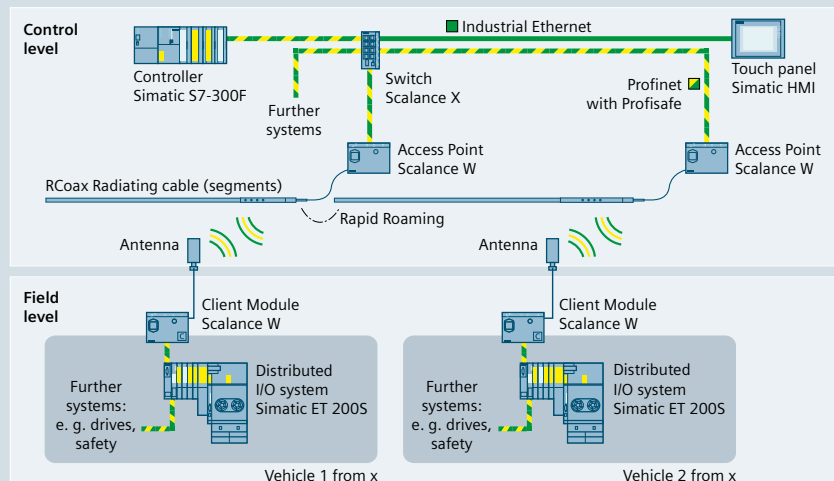 Control
level
Industrial Ethernet
Controller
Simatic S7-300F
Switch
Scalance X
Further
systems
Profinet
with Profisafe
Touch panel
Simatic HMI
Access Point
Scalance W
Access Point
Scalance W
RCoax Radiating cable (segments)
Rapid Roaming
Antenna
Antenna
Field
level
Client Module
Scalance W
Client Module
Scalance W
Further
systems:
e. g. drives,
safety
Distributed
I/O system
Simatic ET 200S
Further
systems:
e. g. drives,
safety
Distributed
I/O system
Simatic ET 200S
Vehicle 1 from x
Vehicle 2 from x